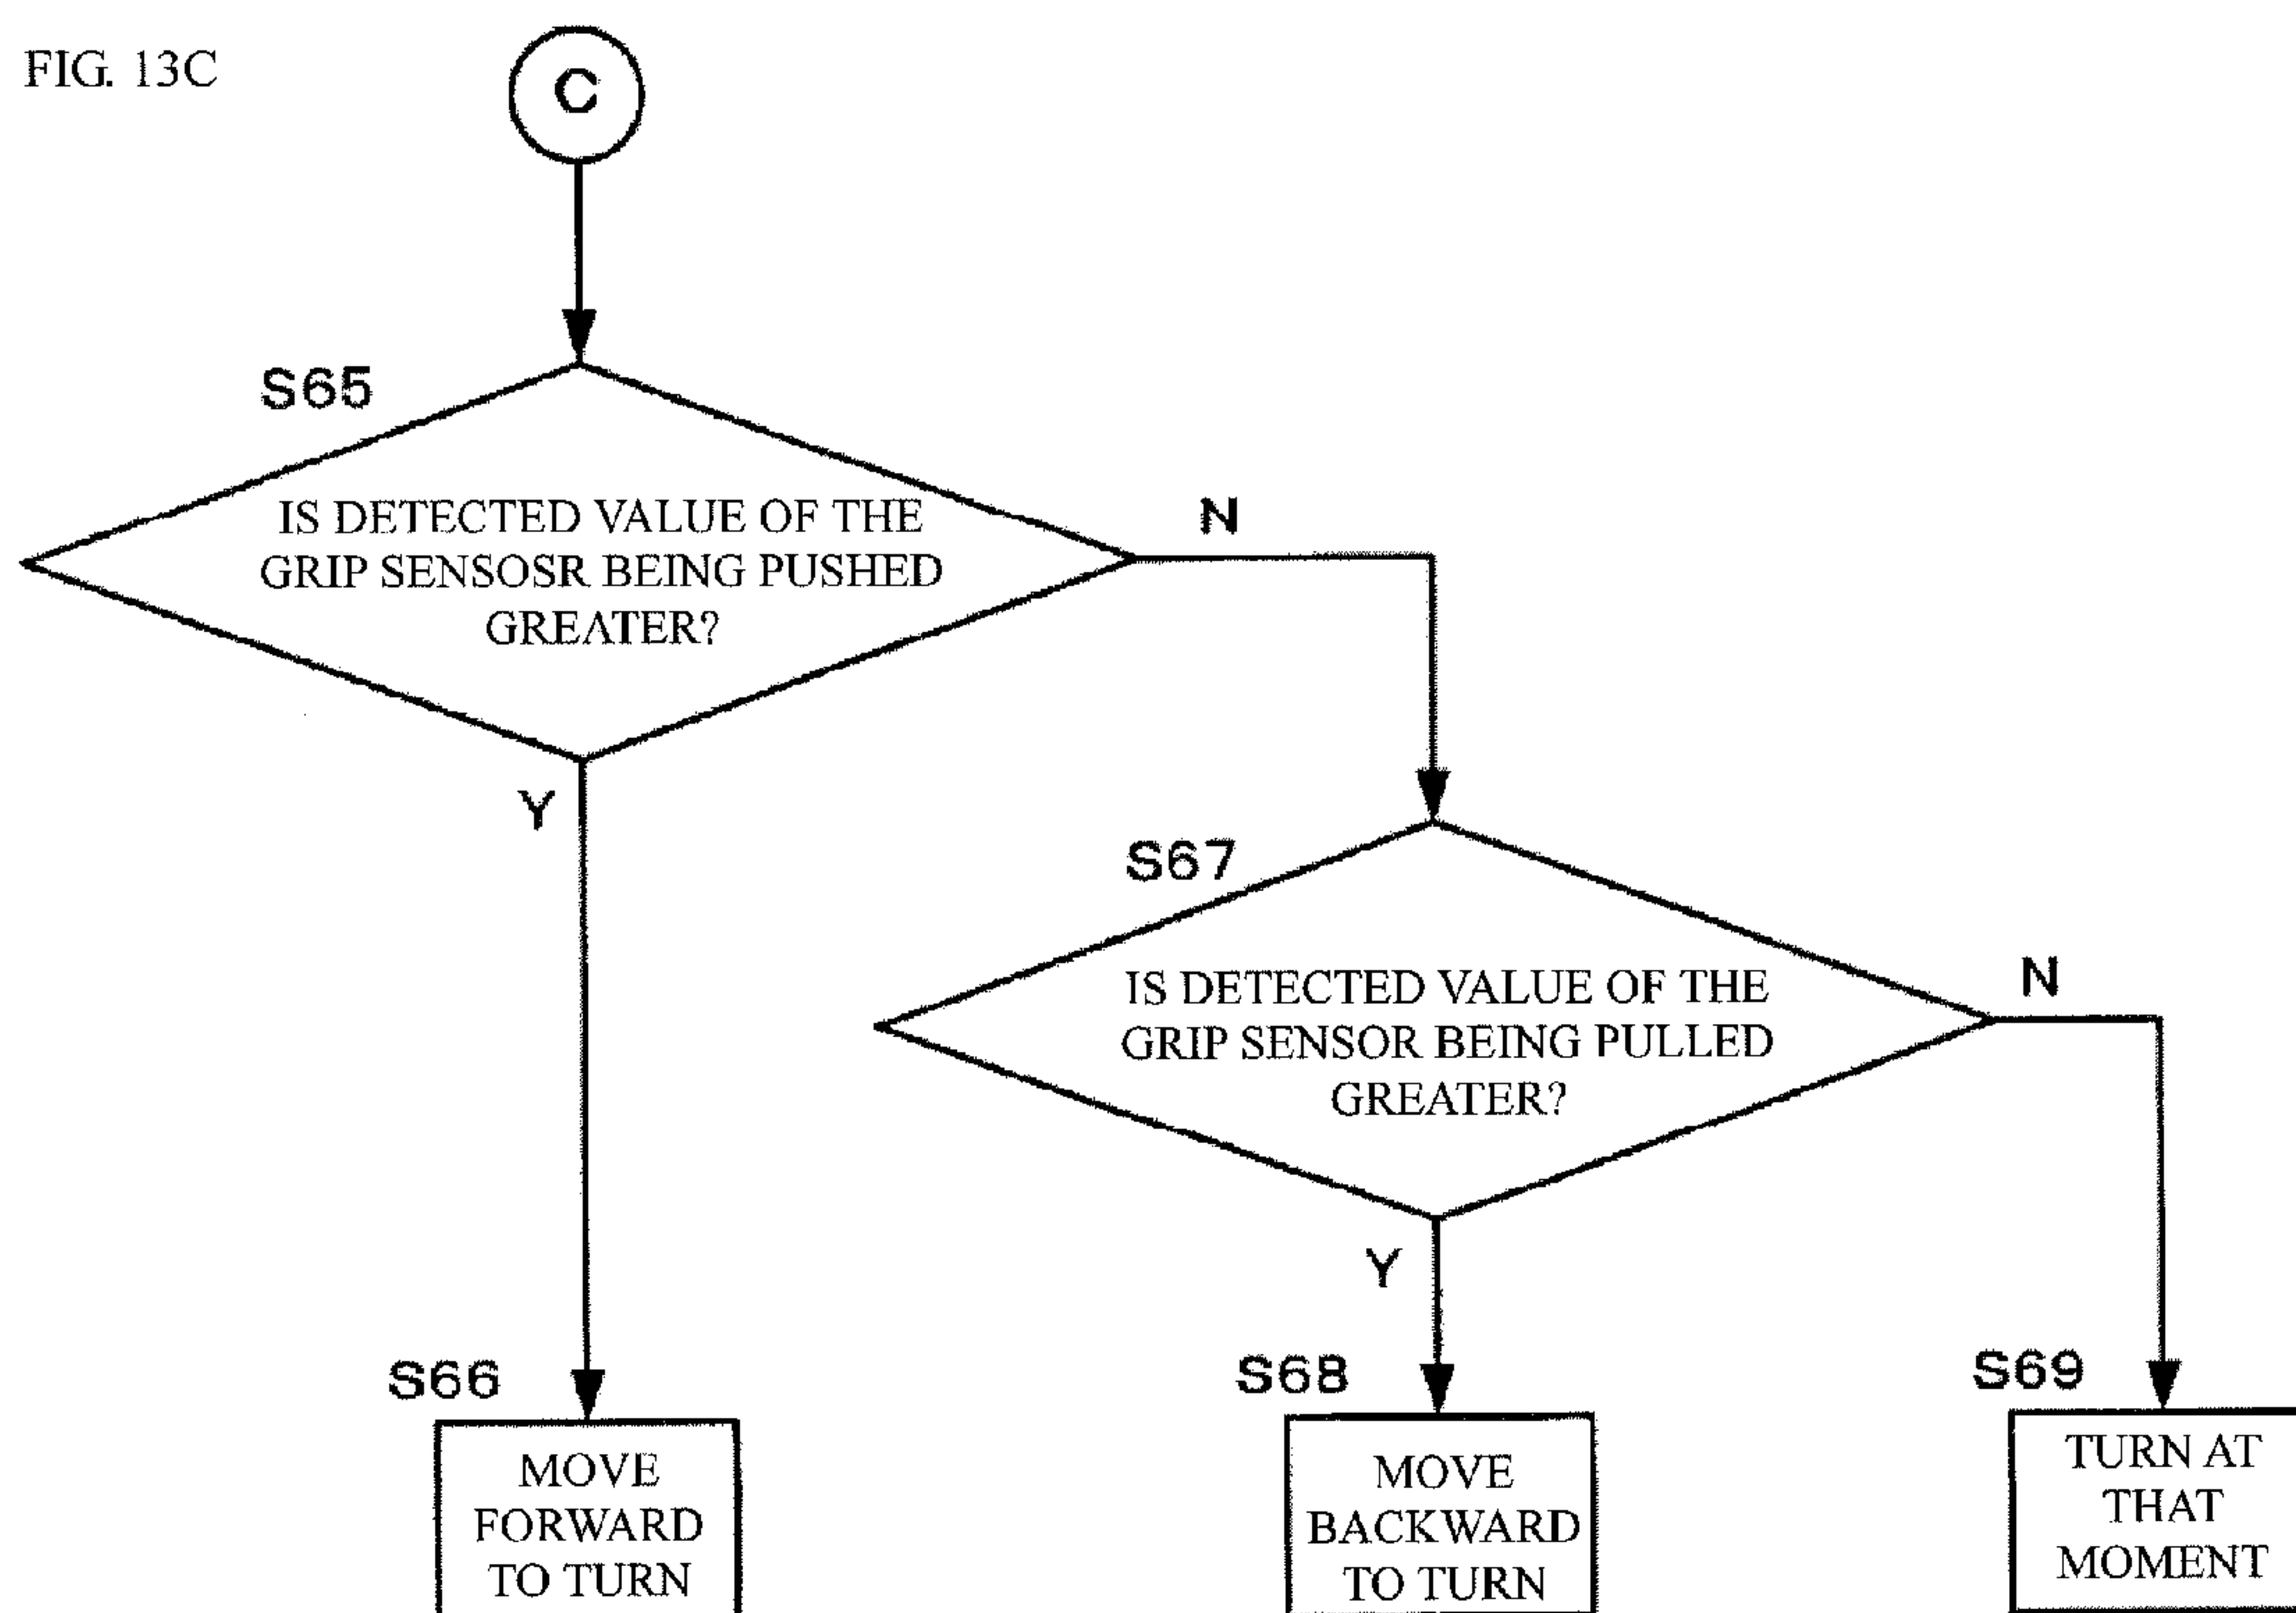 FIG. 13C
C
S65
IS DETECTED VALUE OF THE
GRIP SENSOSR BEING PUSHED
GREATER?
N
Y
S67
IS DETECTED VALUE OF THE
GRIP SENSOR BEING PULLED
GREATER?
N
Y
S66
MOVE
FORWARD
TO TURN
S68
MOVE
BACKWARD
TO TURN
S69
TURN AT
THAT
MOMENT